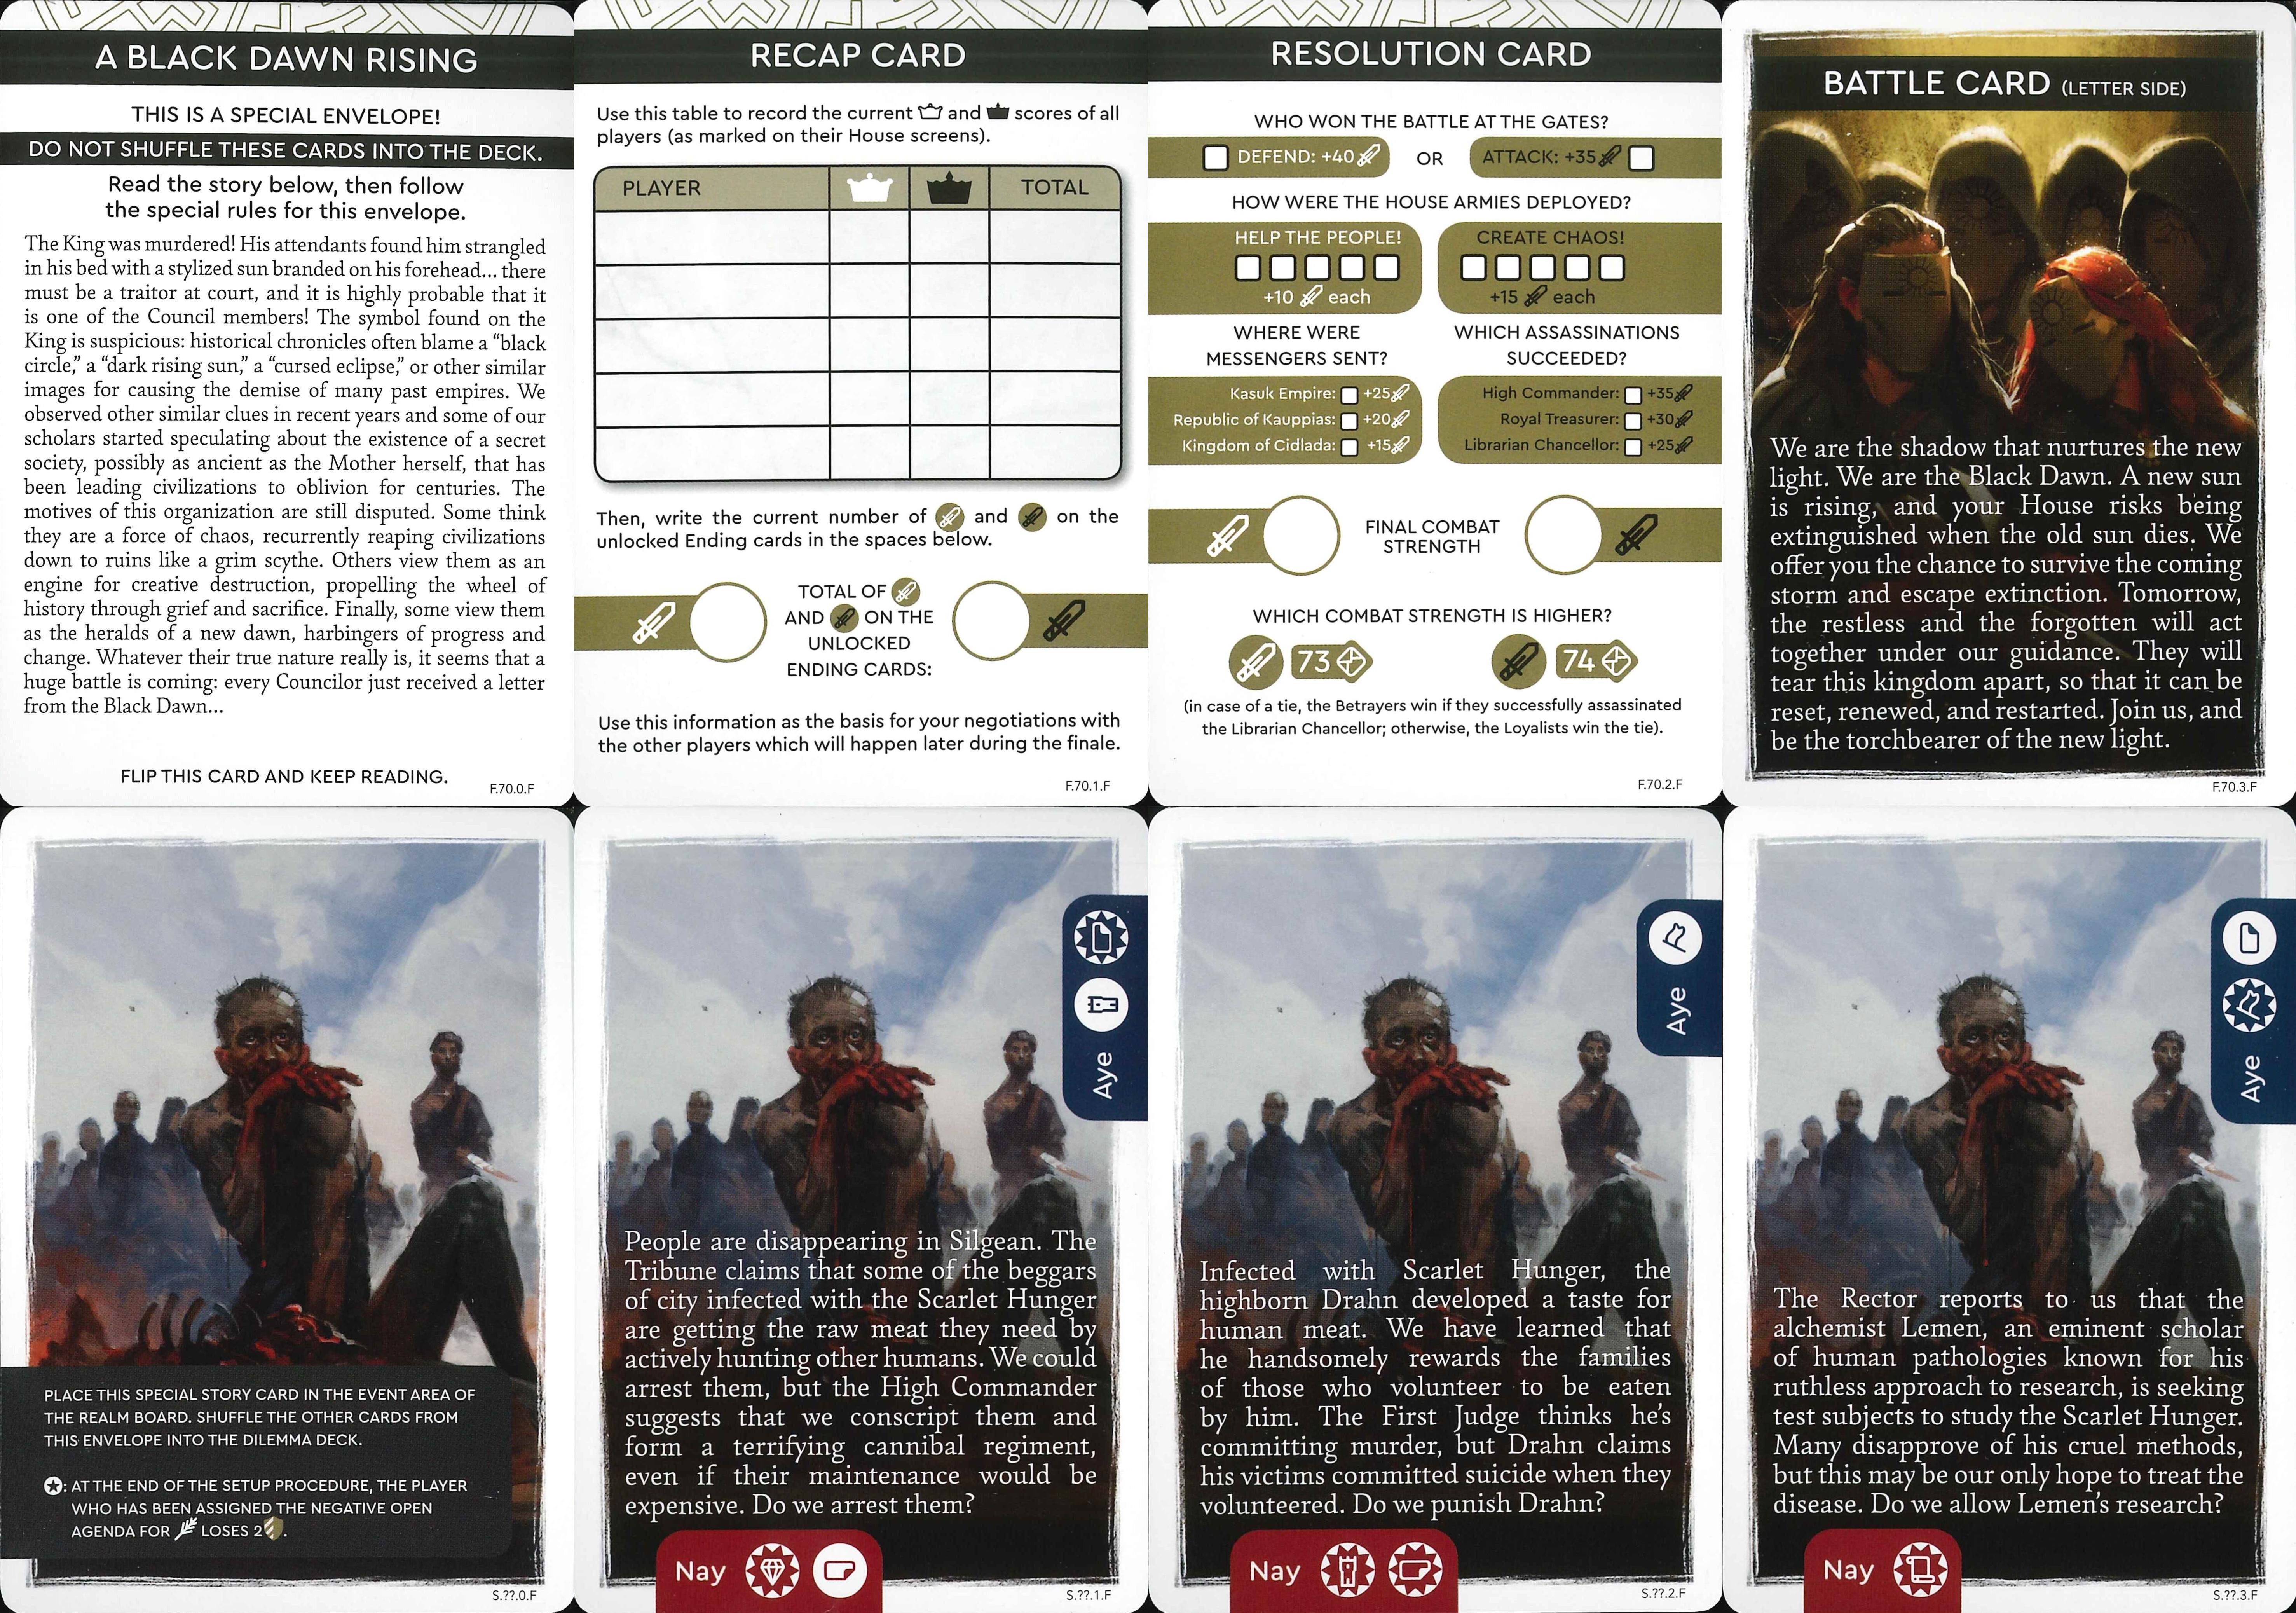 A BLACK DAWN RISING
THIS IS A SPECIAL ENVELOPE!
DO NOT SHUFFLE THESE CARDS INTO THE DECK.
Read the story below, then follow
the special rules for this envelope.
The King was murdered! His attendants found him strangled
in his bed with a stylized sun branded on his forehead... there
must be a traitor at court, and it is highly probable that it
is one of the Council members! The symbol found on the
King is suspicious: historical chronicles often blame a “black
circle,” a “dark rising sun,” a “cursed eclipse,” or other similar
images for causing the demise of many past empires. We
observed other similar clues in recent years and some of our
scholars started speculating about the existence of a secret
society, possibly as ancient as the Mother herself, that has
been leading civilizations to oblivion for centuries. The
motives of this organization are still disputed. Some think
they are a force of chaos, recurrently reaping civilizations
down to ruins like a grim scythe. Others view them as an
engine for creative destruction, propelling the wheel of
history through grief and sacrifice. Finally, some view them
as the heralds of a new dawn, harbingers of progress and
change. Whatever their true nature really is, it seems that a
huge battle is coming: every Councilor just received a letter
from the Black Dawn...
FLIP THIS CARD AND KEEP READING.
F.70.0.F
RECAP CARD
Use this table to record the current and scores of all
players (as marked on their House screens).
PLAYER TOTAL
Then, write the current number of and on the
unlocked Ending cards in the spaces below.
TOTAL OF
AND ON THE
UNLOCKED
ENDING CARDS:
Use this information as the basis for your negotiations with
the other players which will happen later during the finale.
F.70.1.F
RESOLUTION CARD
WHO WON THE BATTLE AT THE GATES?
DEFEND: +40 OR ATTACK: +35
HOW WERE THE HOUSE ARMIES DEPLOYED?
HELP THE PEOPLE! CREATE CHAOS!
+10 each +15 each
WHERE WERE
MESSENGERS SENT?
Kasuk Empire: +25
Republic of Kauppias: +20
Kingdom of Cidlada: +15
WHICH ASSASSINATIONS
SUCCEEDED?
High Commander: +35
Royal Treasurer: +30
Librarian Chancellor: +25
FINAL COMBAT
STRENGTH
WHICH COMBAT STRENGTH IS HIGHER?
73 74
(in case of a tie, the Betrayers win if they successfully assassinated
the Librarian Chancellor; otherwise, the Loyalists win the tie).
F.70.2.F
BATTLE CARD (LETTER SIDE)
We are the shadow that nurtures the new
light. We are the Black Dawn. A new sun
is rising, and your House risks being
extinguished when the old sun dies. We
offer you the chance to survive the coming
storm and escape extinction. Tomorrow,
the restless and the forgotten will act
together under our guidance. They will
tear this kingdom apart, so that it can be
reset, renewed, and restarted. Join us, and
be the torchbearer of the new light.
F.70.3.F
PLACE THIS SPECIAL STORY CARD IN THE EVENT AREA OF
THE REALM BOARD. SHUFFLE THE OTHER CARDS FROM
THIS ENVELOPE INTO THE DILEMMA DECK.
: AT THE END OF THE SETUP PROCEDURE, THE PLAYER
WHO HAS BEEN ASSIGNED THE NEGATIVE OPEN
AGENDA FOR LOSES 2 .
S.??.0.F
Aye
People are disappearing in Silgean. The
Tribune claims that some of the beggars
of city infected with the Scarlet Hunger
are getting the raw meat they need by
actively hunting other humans. We could
arrest them, but the High Commander
suggests that we conscript them and
form a terrifying cannibal regiment,
even if their maintenance would be
expensive. Do we arrest them?
Nay
S.??.1.F
Aye
Infected with Scarlet Hunger, the
highborn Drahn developed a taste for
human meat. We have learned that
he handsomely rewards the families
of those who volunteer to be eaten
by him. The First Judge thinks he's
committing murder, but Drahn claims
his victims committed suicide when they
volunteered. Do we punish Drahn?
Nay
S.??.2.F
Aye
The Rector reports to us that the
alchemist Lemen, an eminent scholar
of human pathologies known for his
ruthless approach to research, is seeking
test subjects to study the Scarlet Hunger.
Many disapprove of his cruel methods,
but this may be our only hope to treat the
disease. Do we allow Lemen's research?
Nay
S.??.3.F